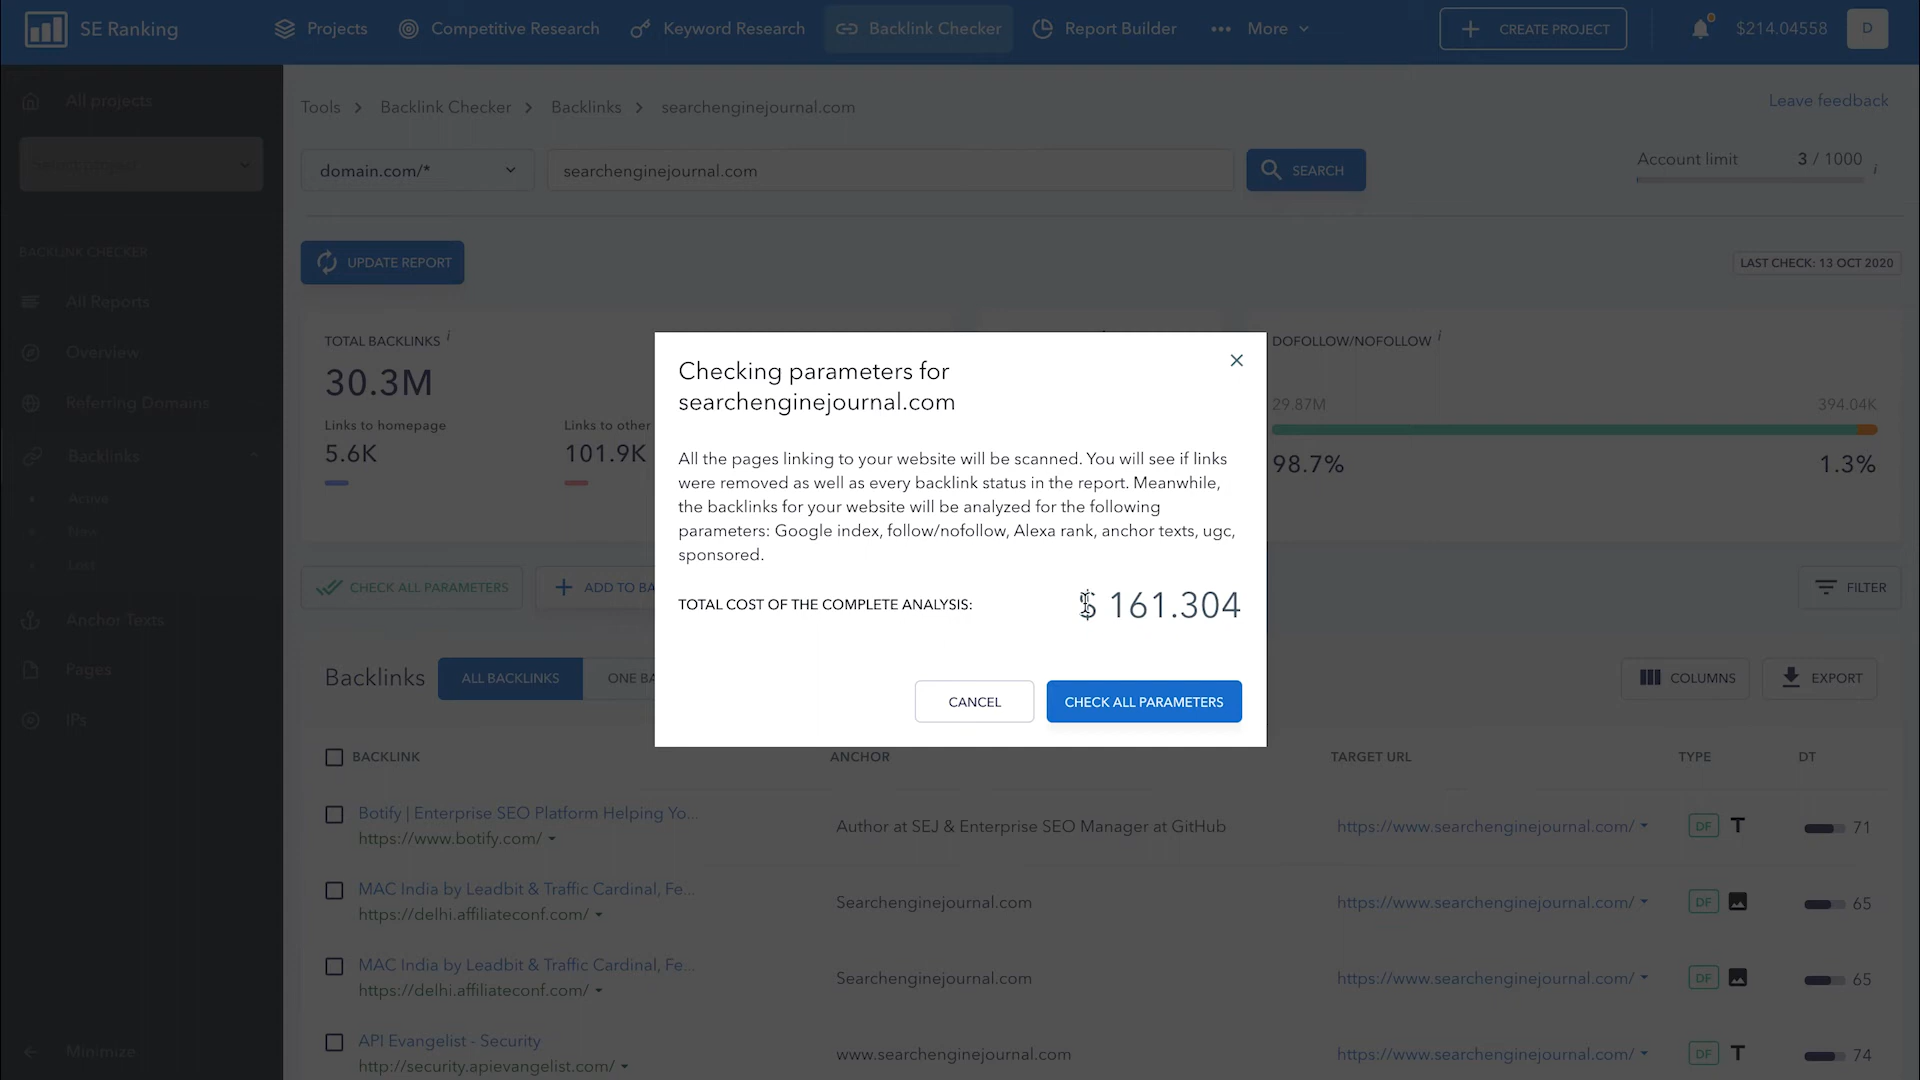 SE Ranking
Projects
Competitive Research
Keyword Research
Backlink Checker
Report Builder
More
CREATE PROJECT
$214.04558
D
All projects
Select project
Tools > Backlink Checker > Backlinks > searchenginejournal.com
Leave feedback
domain.com/*
searchenginejournal.com
SEARCH
Account limit 3 / 1000 i
BACKLINK CHECKER
All Reports
Overview
Referring Domains
Backlinks
Active
New
Lost
Anchor Texts
Pages
IPs
Minimize
UPDATE REPORT
LAST CHECK: 13 OCT 2020
TOTAL BACKLINKS i
30.3M
Links to homepage
5.6K
Links to other
101.9K
DOFOLLOW/NOFOLLOW i
29.87M 394.04K
98.7% 1.3%
Checking parameters for
searchenginejournal.com
All the pages linking to your website will be scanned. You will see if links
were removed as well as every backlink status in the report. Meanwhile,
the backlinks for your website will be analyzed for the following
parameters: Google index, follow/nofollow, Alexa rank, anchor texts, ugc,
sponsored.
TOTAL COST OF THE COMPLETE ANALYSIS: $ 161.304
CANCEL
CHECK ALL PARAMETERS
CHECK ALL PARAMETERS
ADD TO BA
FILTER
Backlinks
ALL BACKLINKS
ONE BA
COLUMNS
EXPORT
BACKLINK ANCHOR TARGET URL TYPE DT
Botify | Enterprise SEO Platform Helping Yo...
https://www.botify.com/
Author at SEJ & Enterprise SEO Manager at GitHub
https://www.searchenginejournal.com/
DF T 71
MAC India by Leadbit & Traffic Cardinal, Fe...
https://delhi.affiliateconf.com/
Searchenginejournal.com
https://www.searchenginejournal.com/
DF 65
MAC India by Leadbit & Traffic Cardinal, Fe...
https://delhi.affiliateconf.com/
Searchenginejournal.com
https://www.searchenginejournal.com/
DF 65
API Evangelist - Security
http://security.apievangelist.com/
www.searchenginejournal.com
https://www.searchenginejournal.com/
DF T 74